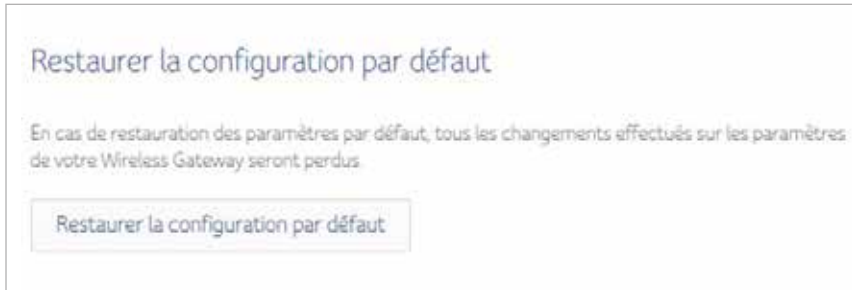 Restaurer la configuration par défaut
En cas de restauration des paramètres par défaut, tous les changements effectués sur les paramètres
de votre Wireless Gateway seront perdus.
Restaurer la configuration par défaut